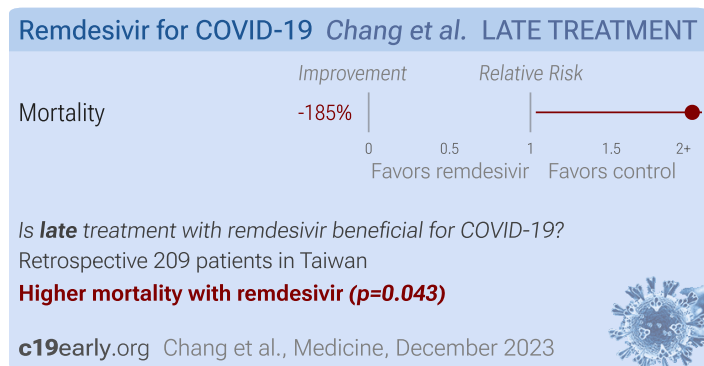 Remdesivir for COVID-19 Chang et al. LATE TREATMENT
Improvement Relative Risk
Mortality -185%
0 0.5 1 1.5 2+
Favors remdesivir Favors control
Is late treatment with remdesivir beneficial for COVID-19?
Retrospective 209 patients in Taiwan
Higher mortality with remdesivir (p=0.043)
c19early.org Chang et al., Medicine, December 2023